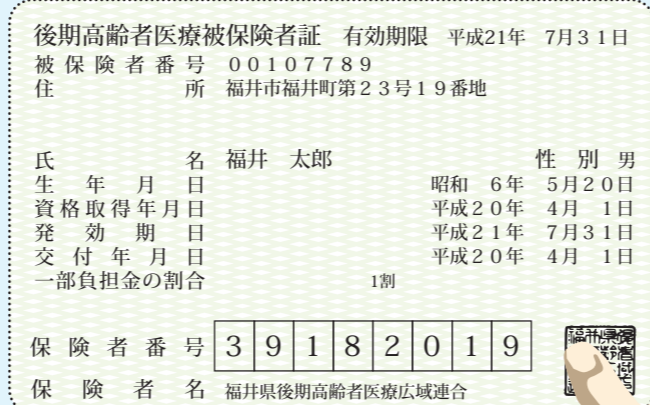 後期高齢者医療被保険者証 有効期限 平成21年 7月31日
被保険者番号 00107789
住所 福井市福井町第23号19番地
氏名 福井 太郎 性別 男
生年月日 昭和 6年 5月20日
資格取得年月日 平成20年 4月 1日
発効期日 平成21年 7月31日
交付年月日 平成20年 4月 1日
一部負担金の割合 1割
保険者番号 39182019
保険者名 福井県後期高齢者医療広域連合